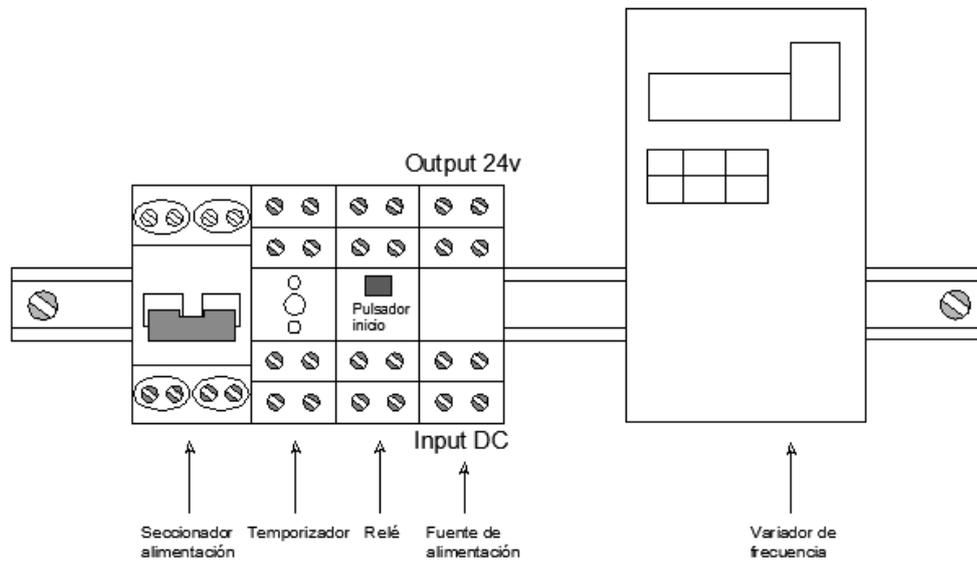 Output 24v
Pulsador
inicio
Input DC
Seccionador
alimentación
Temporizador
Relé
Fuente de
alimentación
Variador de
frecuencia